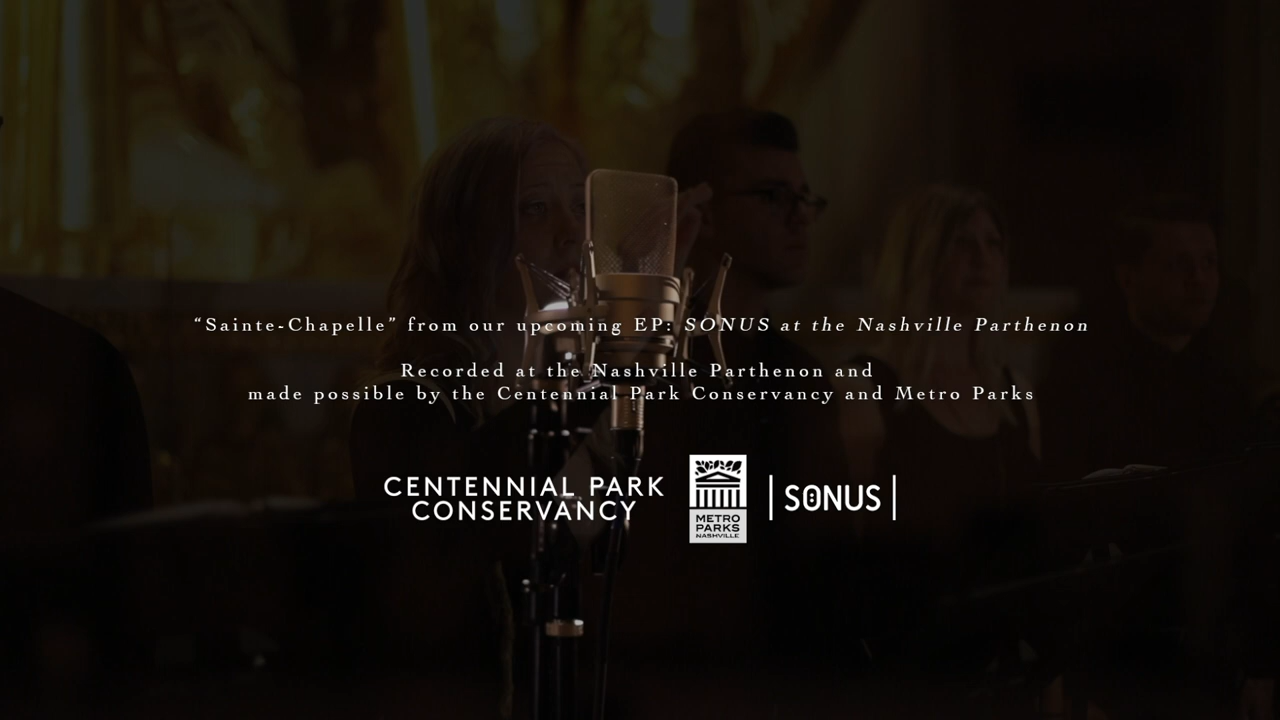 “Sainte-Chapelle” from our upcoming EP: SONUS at the Nashville Parthenon
Recorded at the Nashville Parthenon and
made possible by the Centennial Park Conservancy and Metro Parks
CENTENNIAL PARK
CONSERVANCY
METRO
PARKS
NASHVILLE
|SONUS|